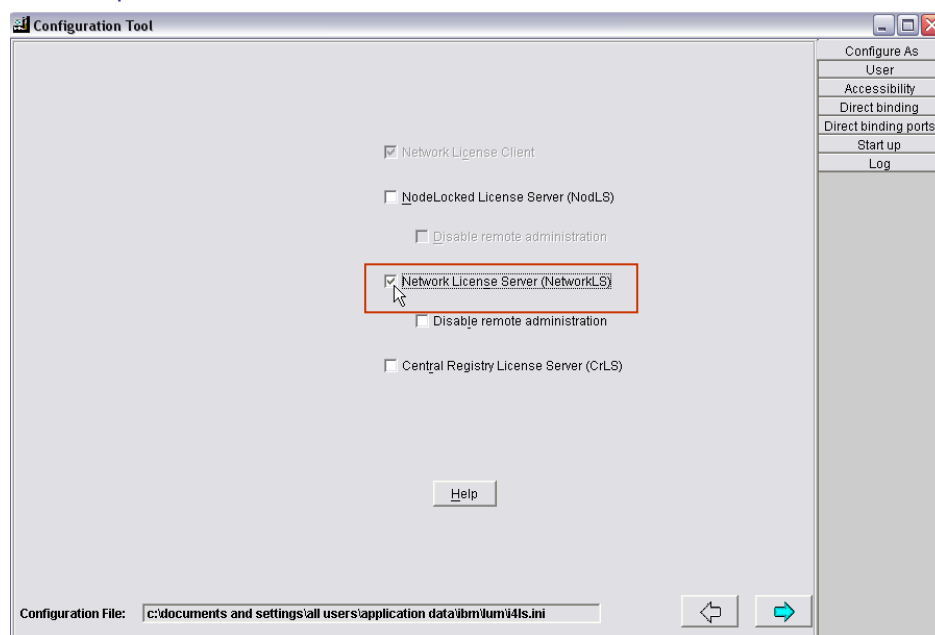 Configuration Tool
Configure As
User
Accessibility
Direct binding
Direct binding ports
Start up
Log
Network License Client
NodeLocked License Server (NodLS)
Disable remote administration
Network License Server (NetworkLS)
Disable remote administration
Central Registry License Server (CrLS)
Help
Configuration File: c:\documents and settings\all users\application data\ibm\lum\i4ls.ini